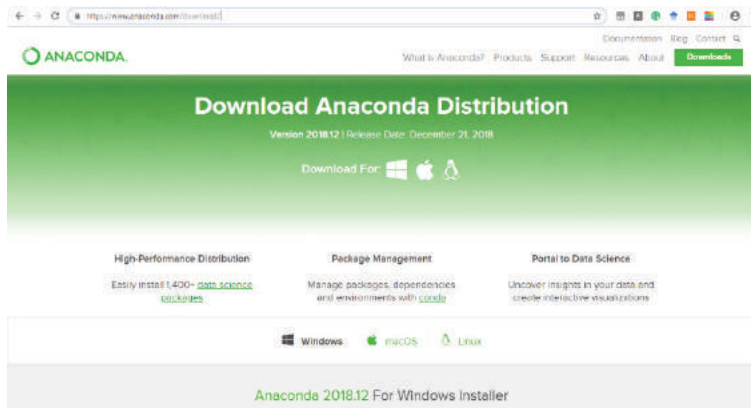 https://www.anaconda.com/download/
Documentation Blog Contact
ANACONDA.
What is Anaconda? Products Support Resources About Downloads
Download Anaconda Distribution
Version 2018.12 | Release Date: December 21, 2018
Download For:
High-Performance Distribution
Easily install 1,400+ data science
packages
Package Management
Manage packages, dependencies
and environments with conda
Portal to Data Science
Uncover insights in your data and
create interactive visualizations
Windows macOS Linux
Anaconda 2018.12 For Windows Installer